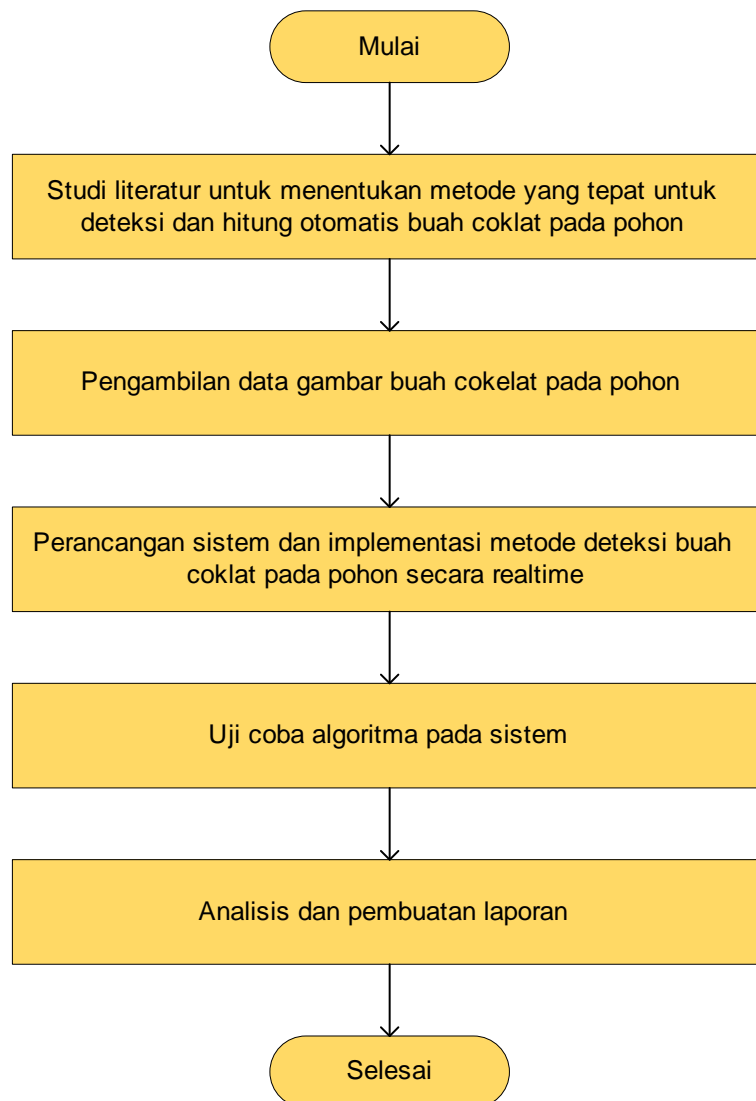 Mulai
Studi literatur untuk menentukan metode yang tepat untuk
deteksi dan hitung otomatis buah coklat pada pohon
Pengambilan data gambar buah cokelat pada pohon
Perancangan sistem dan implementasi metode deteksi buah
coklat pada pohon secara realtime
Uji coba algoritma pada sistem
Analisis dan pembuatan laporan
Selesai